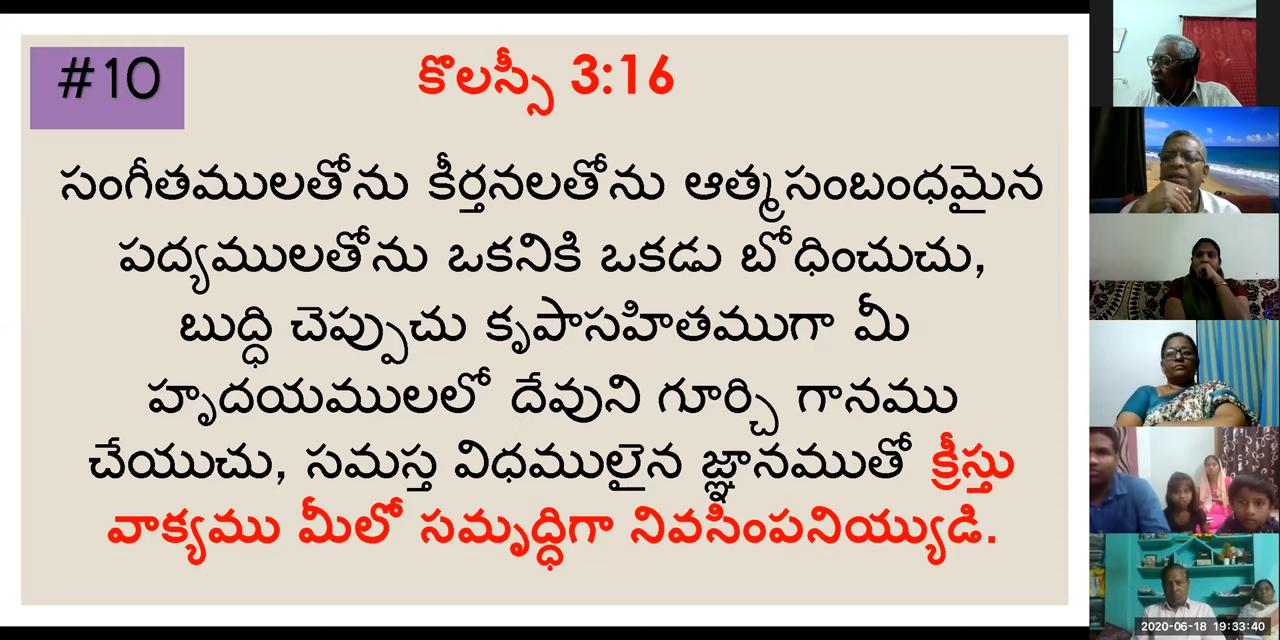 #10
కొలస్సీ 3:16
సంగీతములతోను కీర్తనలతోను ఆత్మసంబంధమైన
పద్యములతోను ఒకనికి ఒకడు బోధించుచు,
బుద్ధి చెప్పుచు కృపాసహితముగా మీ
హృదయములలో దేవుని గూర్చి గానము
చేయుచు, సమస్త విధములైన జ్ఞానముతో క్రీస్తు
వాక్యము మీలో సమృద్ధిగా నివసింపనియ్యుడి.
2020-06-18 19:33:40